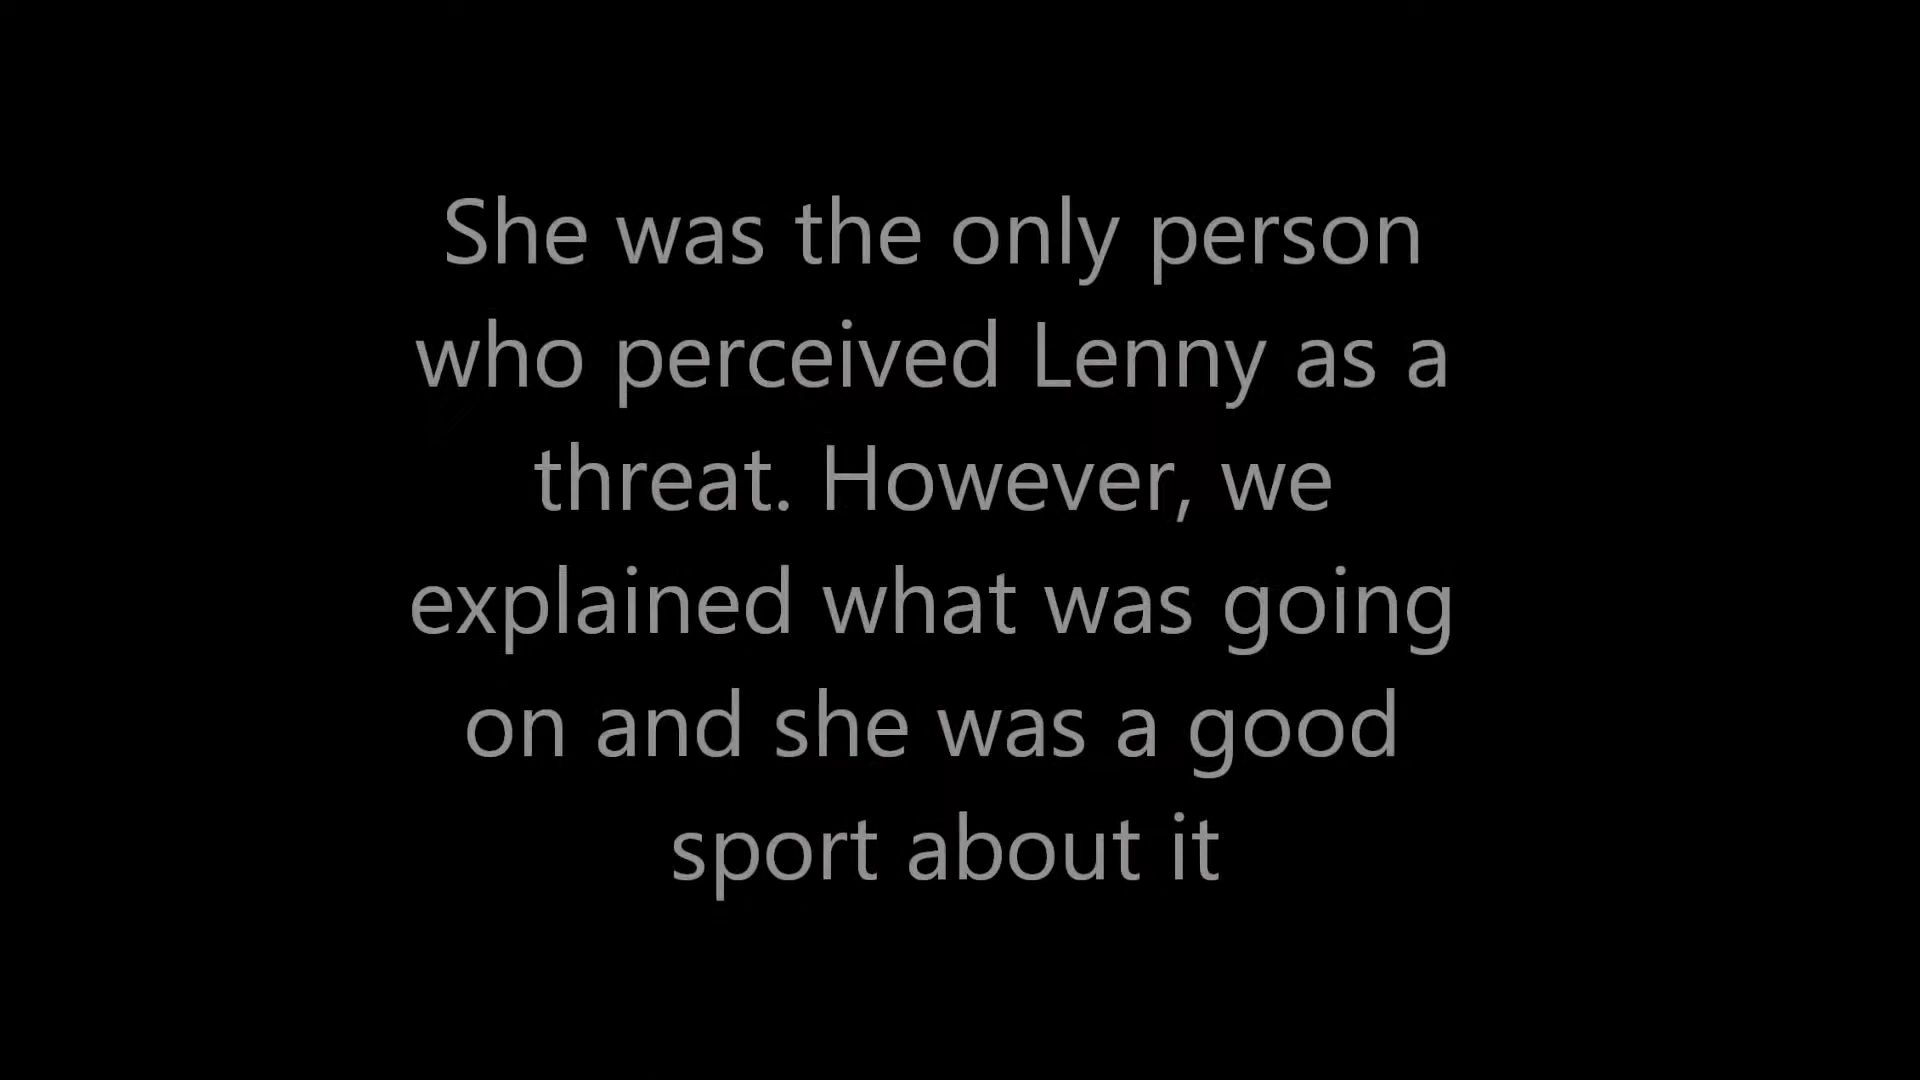 She was the only person
who perceived Lenny as a
threat. However, we
explained what was going
on and she was a good
sport about it